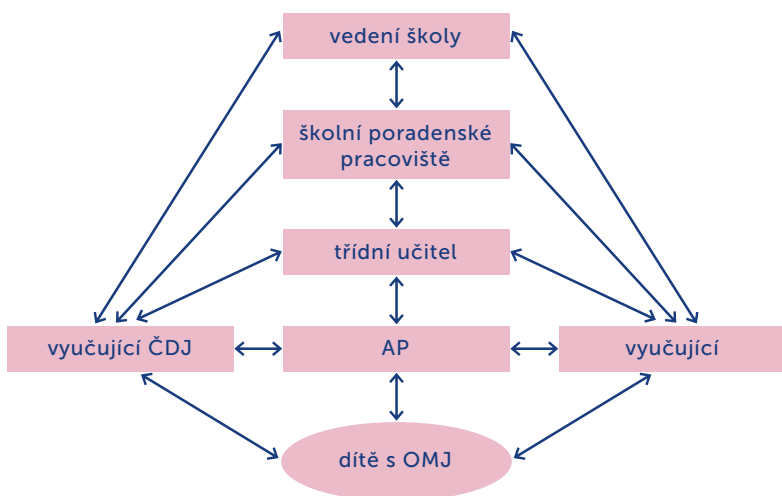 vedení školy
školní poradenské
pracoviště
třídní učitel
vyučující ČDJ
AP
vyučující
dítě s OMJ